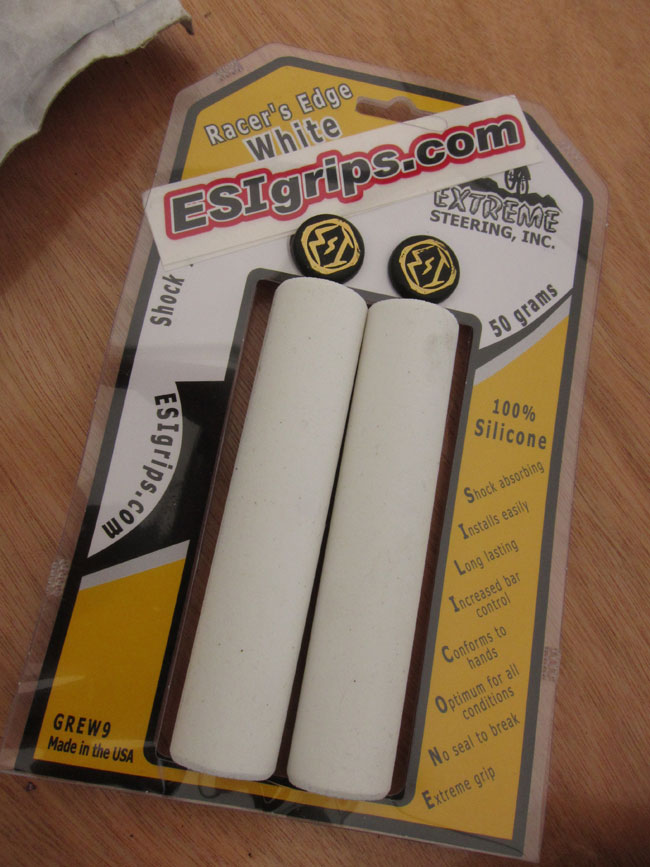 Racer's Edge
White
ESIgrips.com
EXTREME
STEERING, INC.
ESI
ESI
Shock
50 grams
ESIgrips.com
100%
Silicone
Shock absorbing
Installs easily
Long lasting
Increased bar
control
Conforms to
hands
Optimum for all
conditions
No seal to break
Extreme grip
GREW9
Made in the USA